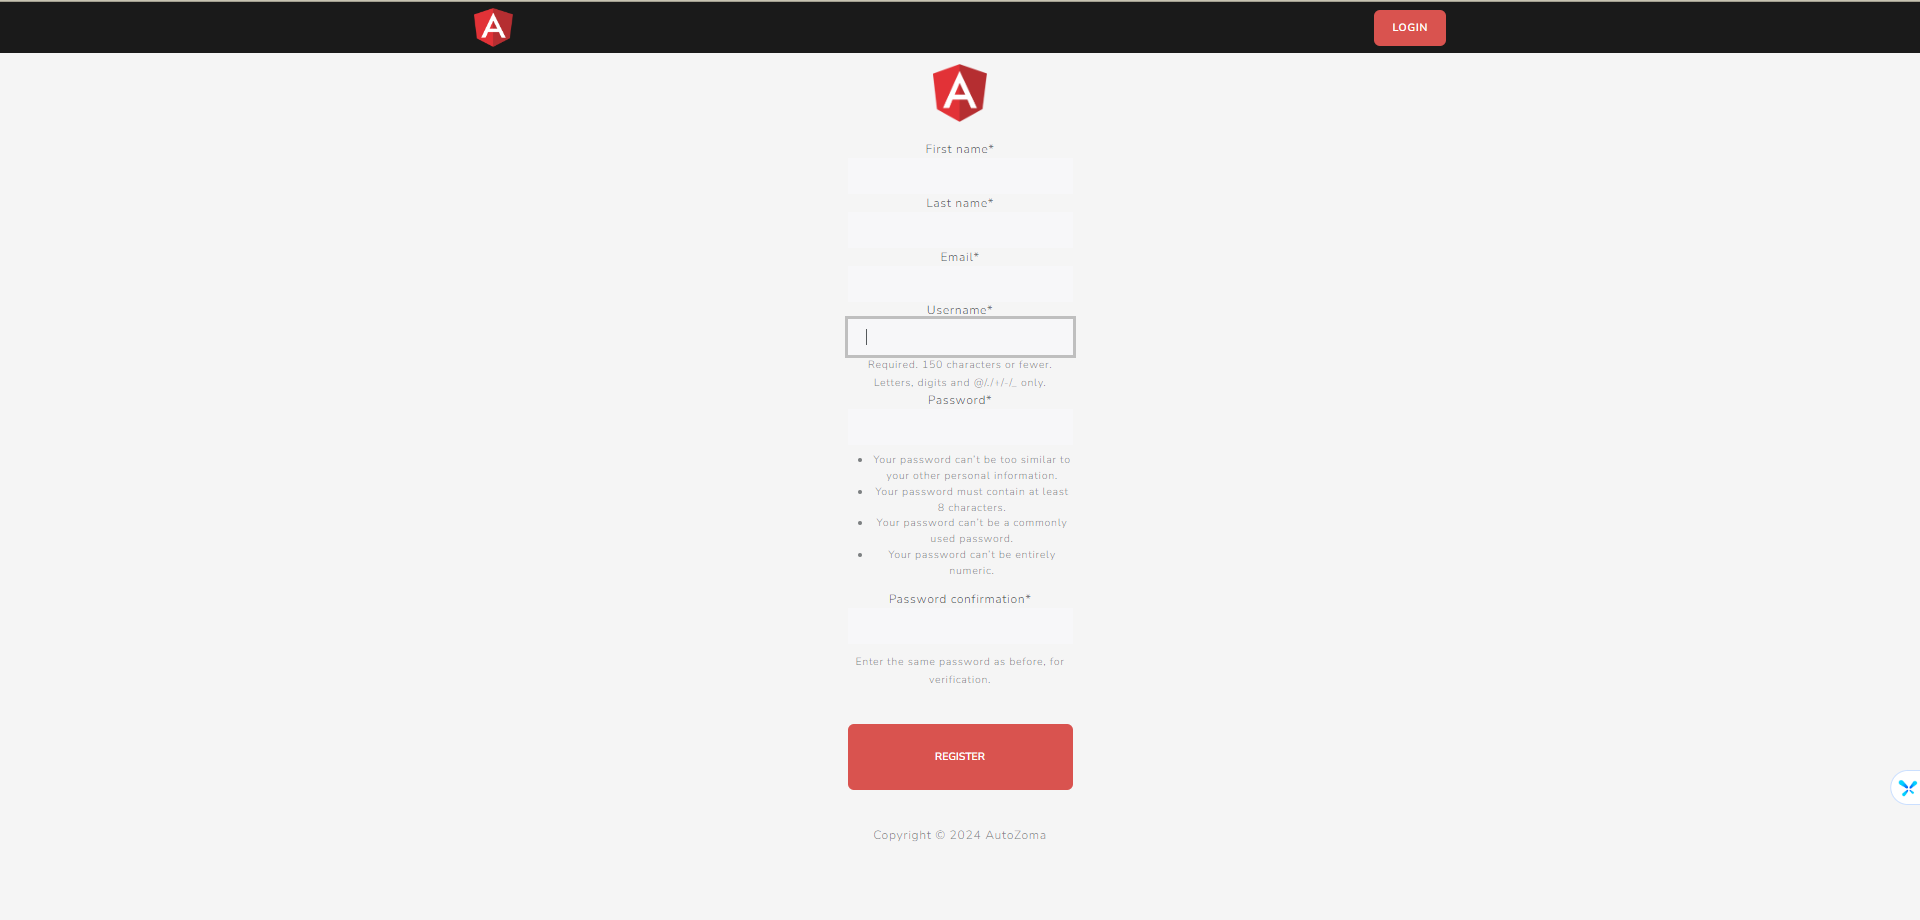 LOGIN
First name*
Last name*
Email*
Username*
Required. 150 characters or fewer.
Letters, digits and @/./+/-/_ only.
Password*
Your password can't be too similar to
your other personal information.
Your password must contain at least
8 characters.
Your password can't be a commonly
used password.
Your password can't be entirely
numeric.
Password confirmation*
Enter the same password as before, for
verification.
REGISTER
Copyright © 2024 AutoZoma